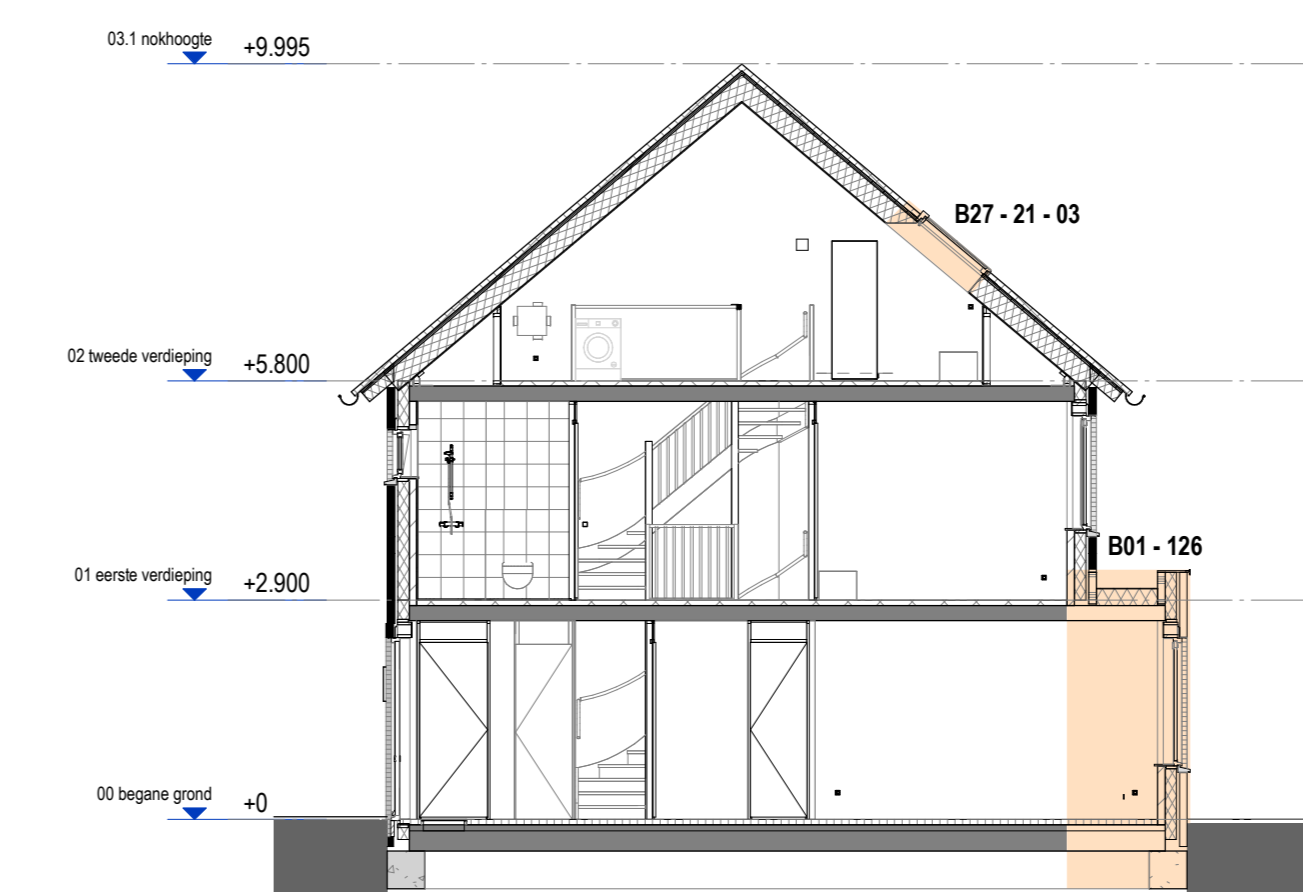 03.1 nokhoogte +9.995
B27 - 21 - 03
02 tweede verdieping +5.800
B01 - 126
01 eerste verdieping +2.900
00 begane grond +0